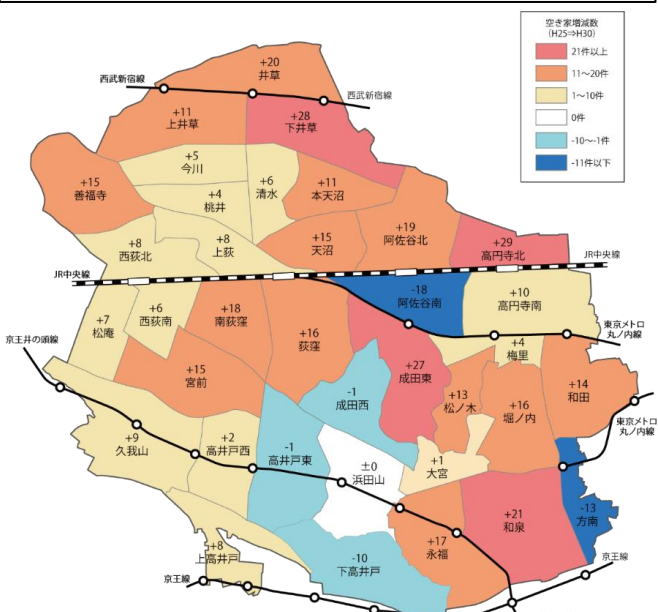 空き家増減数
(H25⇒H30)
21件以上
11～20件
1～10件
0件
-10～-1件
-11件以下
+20
井草
西武新宿線
西武新宿線
+11
上井草
+28
下井草
+5
今川
+15
善福寺
+4
桃井
+6
清水
+11
本天沼
+8
西荻北
+8
上荻
+15
天沼
+19
阿佐谷北
+29
高円寺北
JR中央線
JR中央線
+7
松庵
+6
西荻南
+18
南荻窪
+16
荻窪
-18
阿佐谷南
+10
高円寺南
東京メトロ
丸ノ内線
京王井の頭線
+15
宮前
-1
成田西
+27
成田東
+4
梅里
+13
松ノ木
+16
堀ノ内
+14
和田
東京メトロ
丸ノ内線
+9
久我山
+2
高井戸西
-1
高井戸東
±0
浜田山
+1
大宮
+21
和泉
-13
方南
+8
上高井戸
-10
下高井戸
+17
永福
京王線
京王線